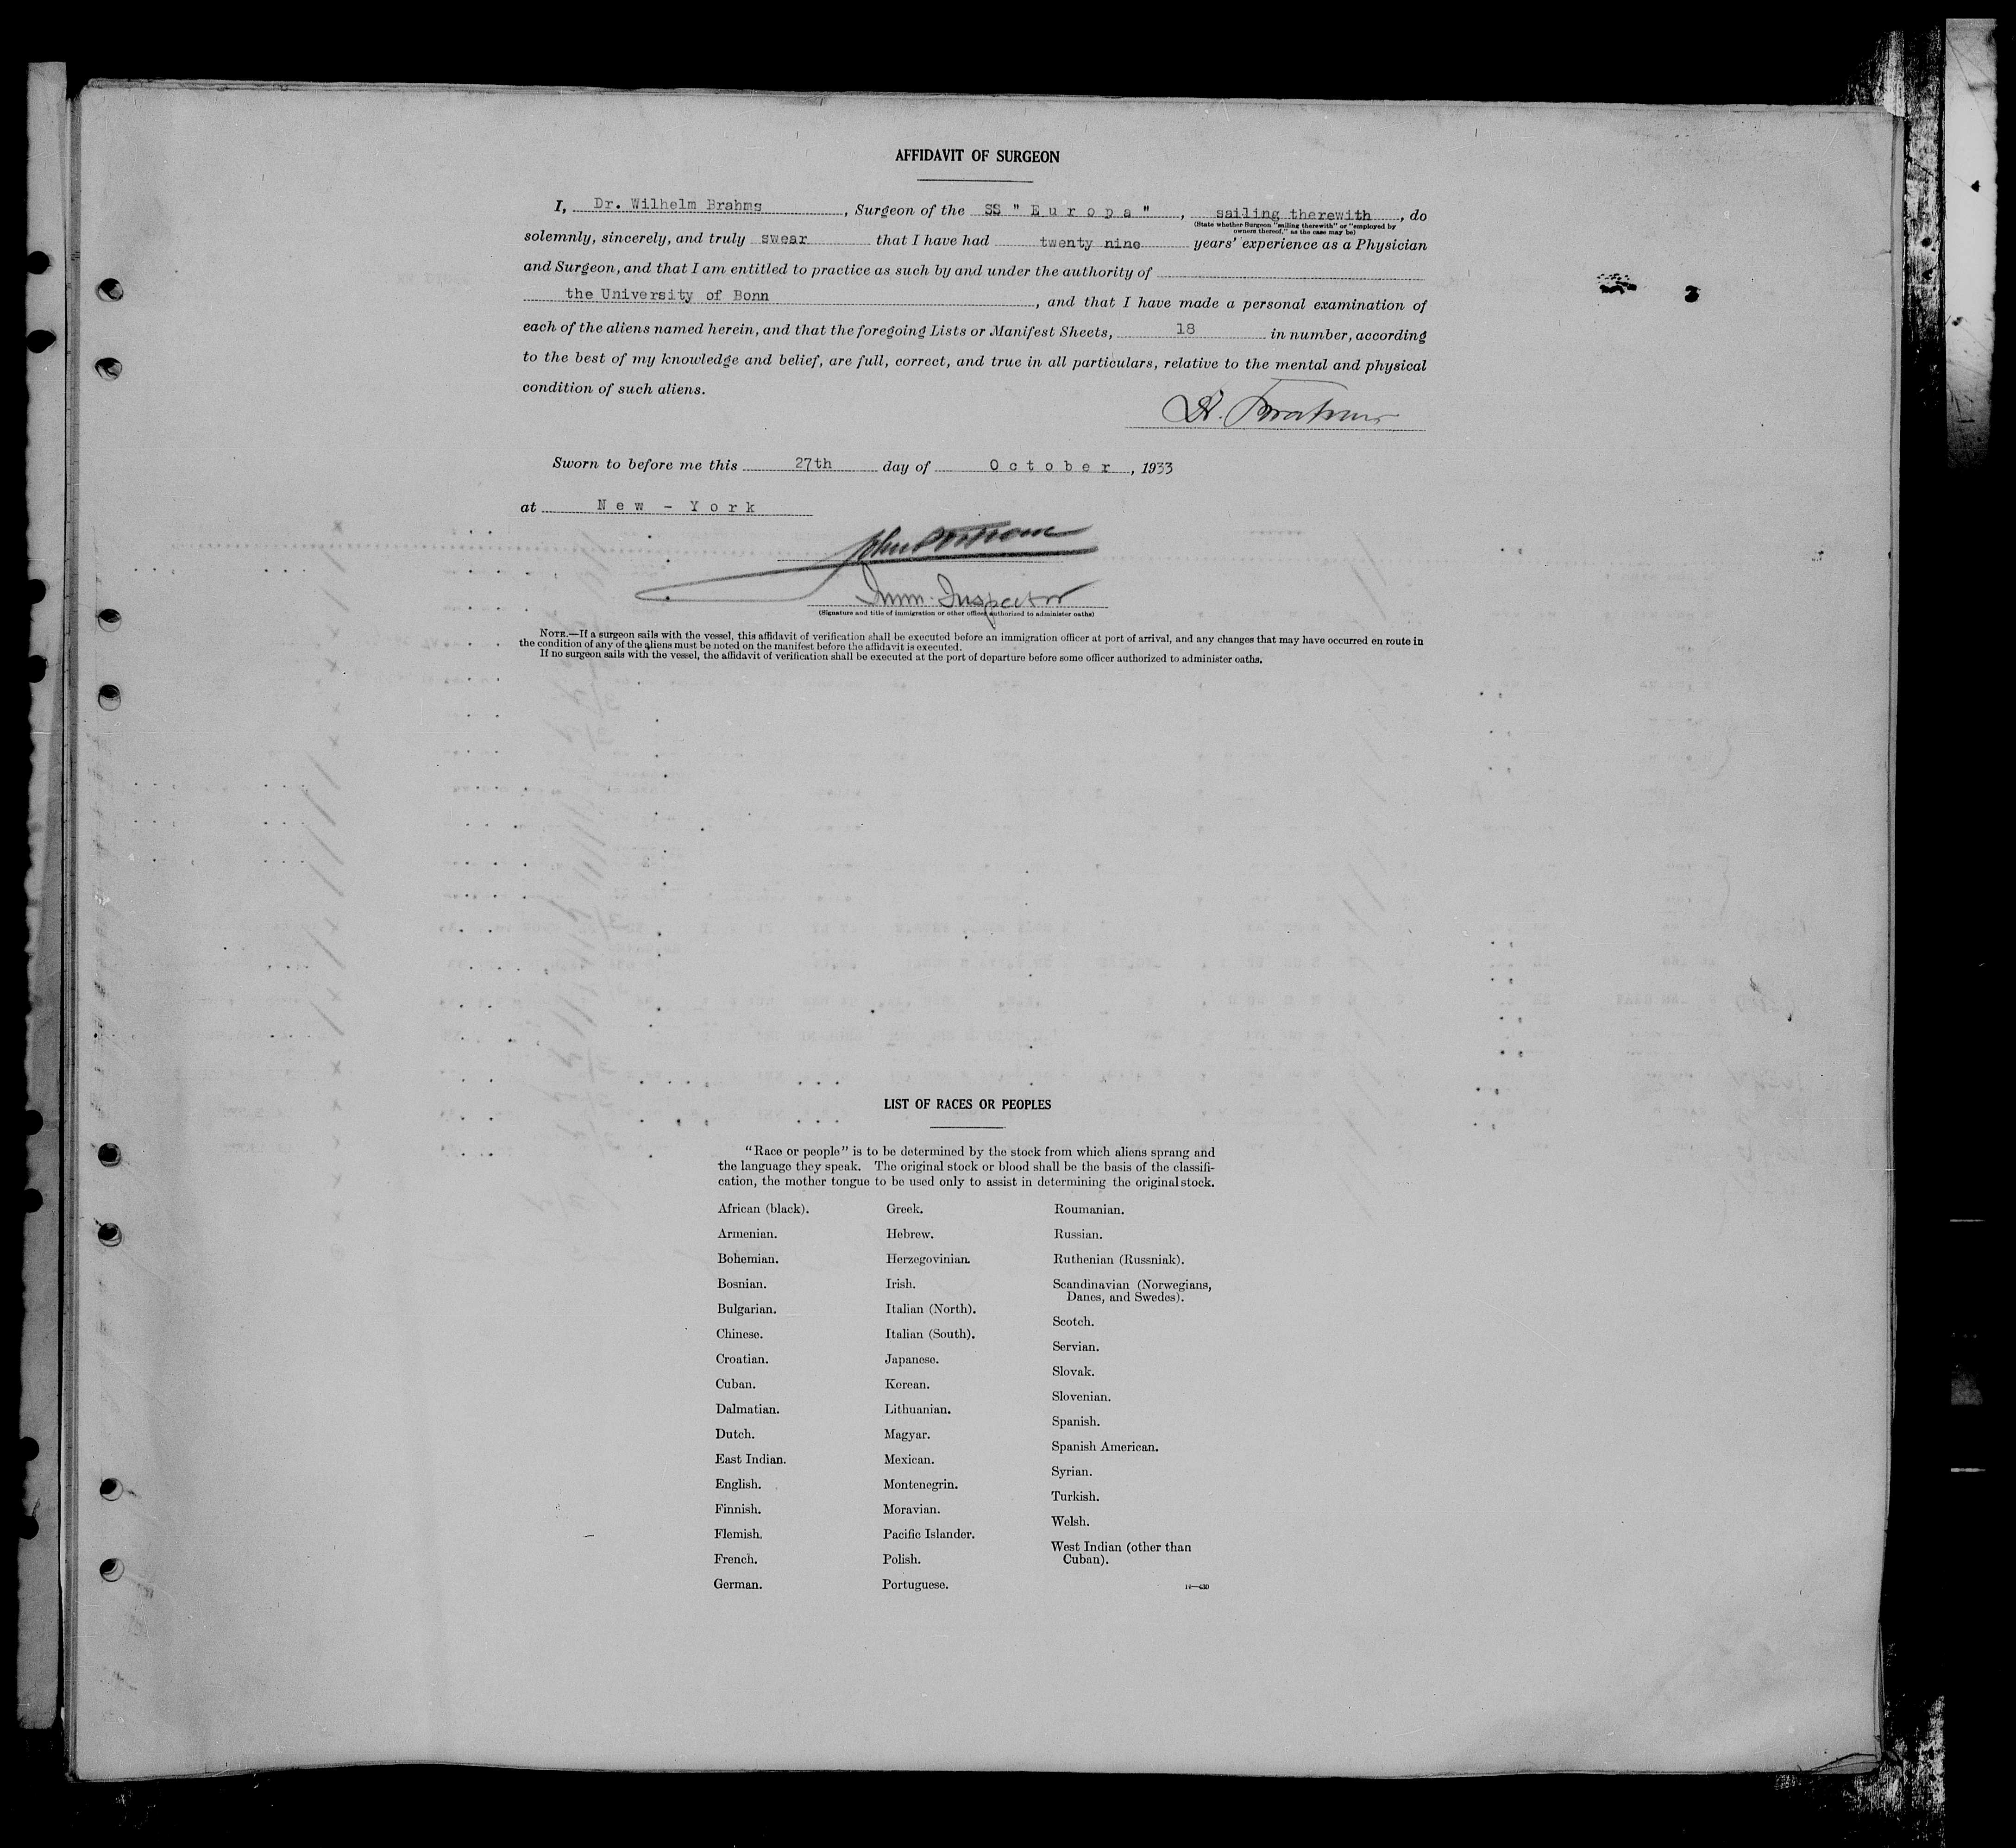 AFFIDAVIT OF SURGEON
I, Dr. Wilhelm Brahms, Surgeon of the SS " E u r o p a ", sailing therewith, do
(State whether Surgeon "sailing therewith" or "employed by
owners thereof," as the case may be)
solemnly, sincerely, and truly swear that I have had twenty nine years' experience as a Physician
and Surgeon, and that I am entitled to practice as such by and under the authority of
the University of Bonn, and that I have made a personal examination of
each of the aliens named herein, and that the foregoing Lists or Manifest Sheets, 18 in number, according
to the best of my knowledge and belief, are full, correct, and true in all particulars, relative to the mental and physical
condition of such aliens.
Sworn to before me this 27th day of O c t o b e r, 1933
at N e w - Y o r k
Imm. Inspector
(Signature and title of immigration or other officer authorized to administer oaths)
NOTE.—If a surgeon sails with the vessel, this affidavit of verification shall be executed before an immigration officer at port of arrival, and any changes that may have occurred en route in
the condition of any of the aliens must be noted on the manifest before the affidavit is executed.
If no surgeon sails with the vessel, the affidavit of verification shall be executed at the port of departure before some officer authorized to administer oaths.
LIST OF RACES OR PEOPLES
"Race or people" is to be determined by the stock from which aliens sprang and
the language they speak. The original stock or blood shall be the basis of the classifi-
cation, the mother tongue to be used only to assist in determining the original stock.
African (black).
Armenian.
Bohemian.
Bosnian.
Bulgarian.
Chinese.
Croatian.
Cuban.
Dalmatian.
Dutch.
East Indian.
English.
Finnish.
Flemish.
French.
German.
Greek.
Hebrew.
Herzegovinian.
Irish.
Italian (North).
Italian (South).
Japanese.
Korean.
Lithuanian.
Magyar.
Mexican.
Montenegrin.
Moravian.
Pacific Islander.
Polish.
Portuguese.
Roumanian.
Russian.
Ruthenian (Russniak).
Scandinavian (Norwegians,
Danes, and Swedes).
Scotch.
Servian.
Slovak.
Slovenian.
Spanish.
Spanish American.
Syrian.
Turkish.
Welsh.
West Indian (other than
Cuban).